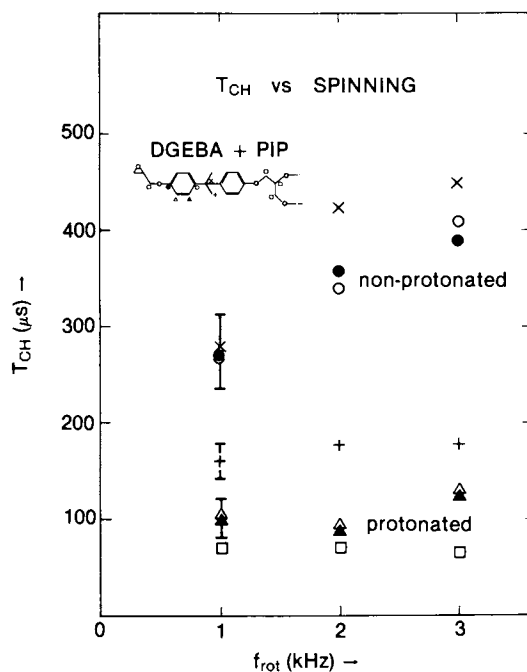 T_CH vs SPINNING
500
DGEBA + PIP
400
non-protonated
T_CH (μs) →
300
200
protonated
100
0
1
2
3
f_rot (kHz) →